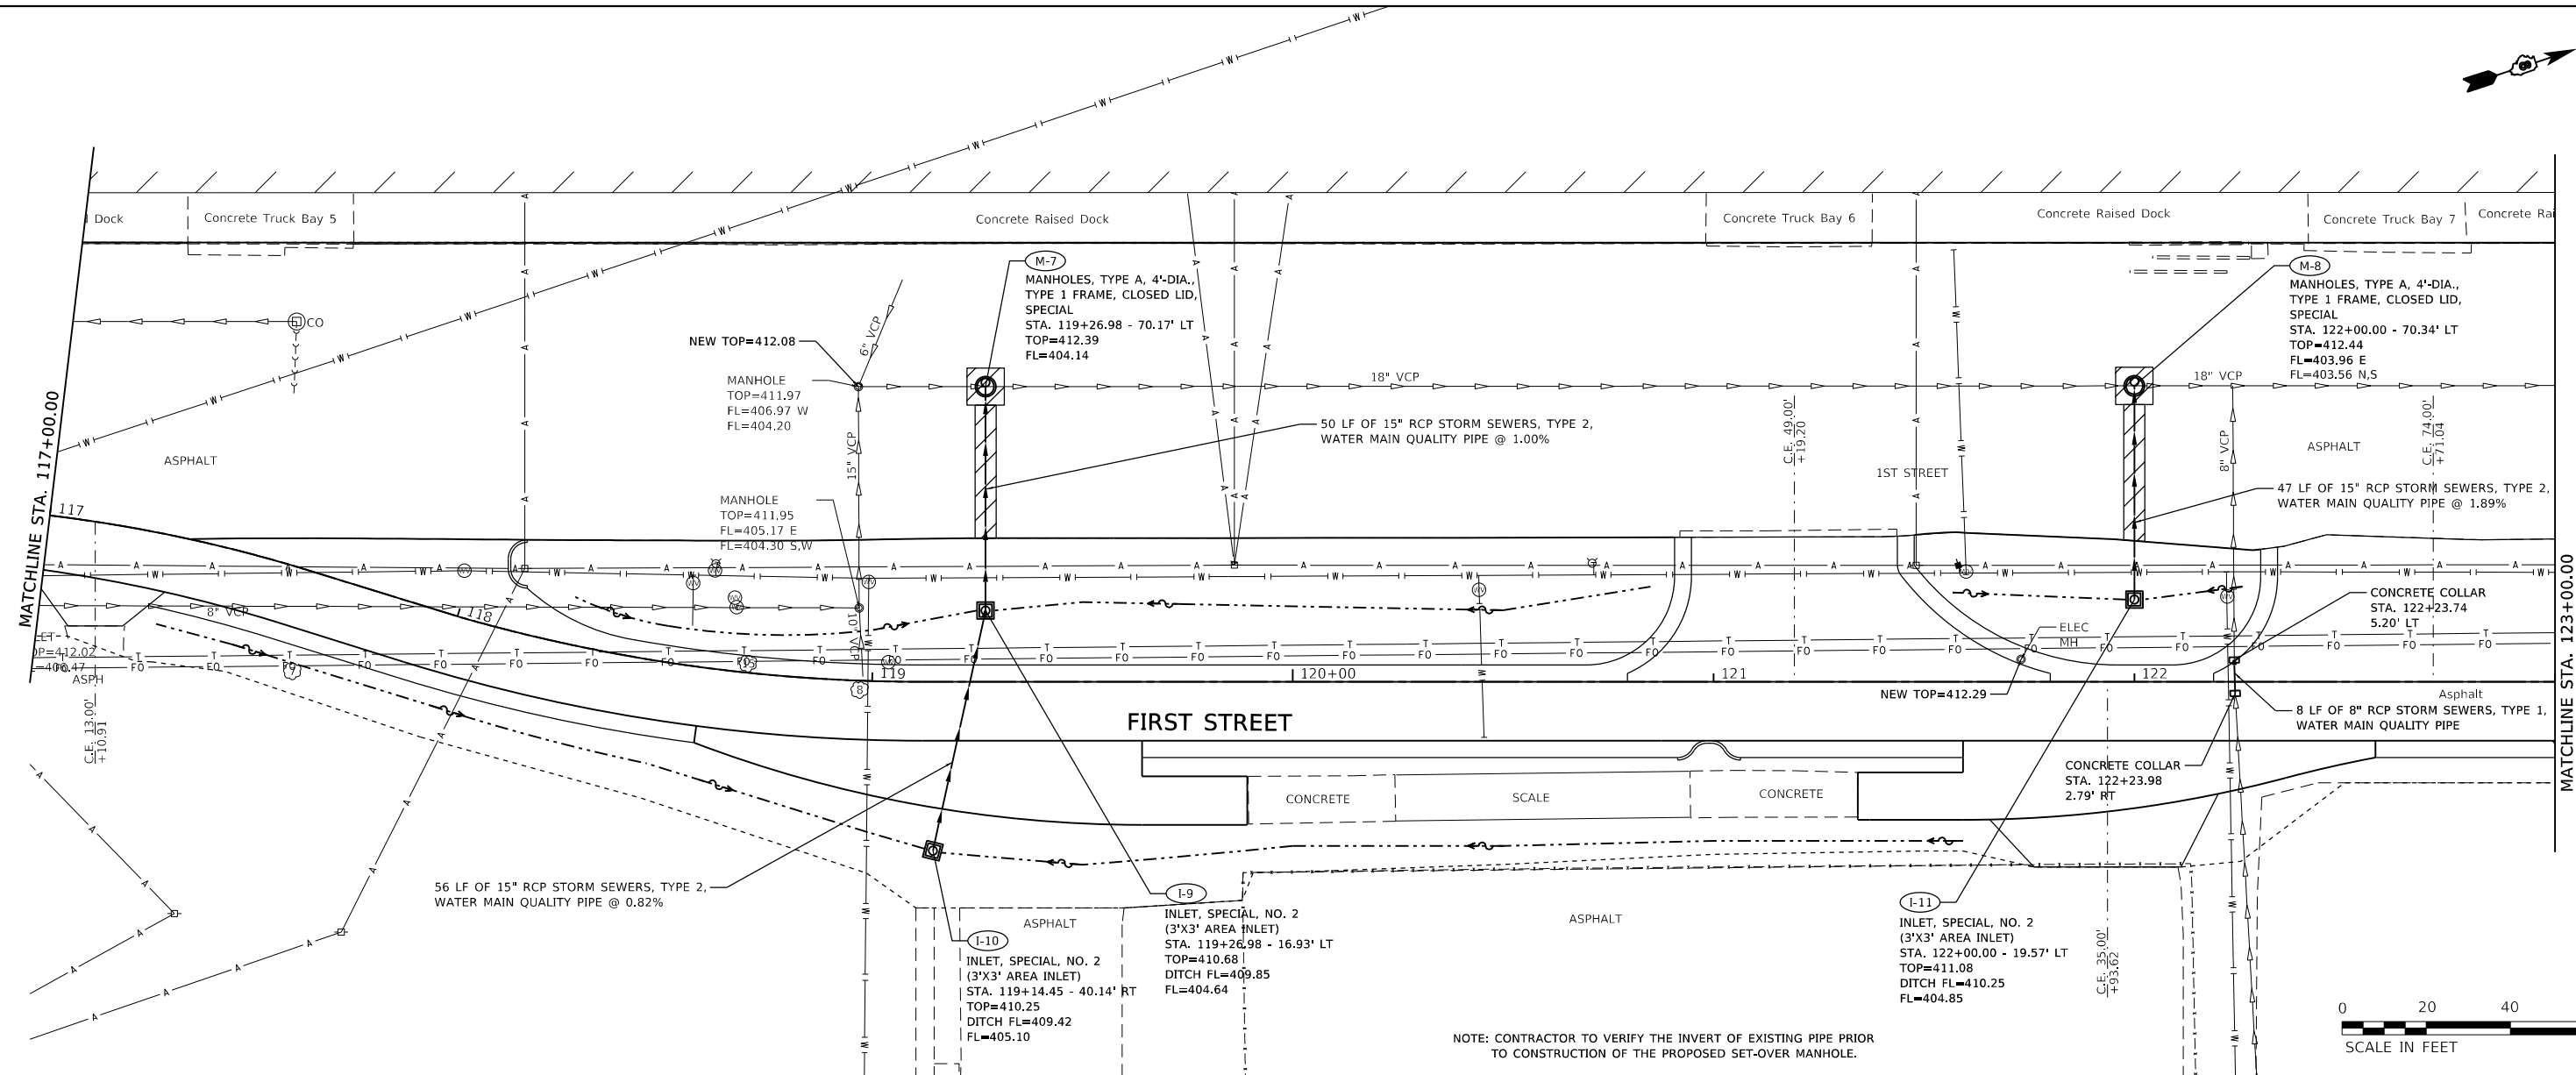 Dock
Concrete Truck Bay 5
Concrete Raised Dock
Concrete Truck Bay 6
Concrete Raised Dock
Concrete Truck Bay 7
M-7
MANHOLES, TYPE A, 4'-DIA.,
TYPE 1 FRAME, CLOSED LID,
SPECIAL
STA. 119+26.98 - 70.17' LT
TOP=412.39
FL=404.14
M-8
MANHOLES, TYPE A, 4'-DIA.,
TYPE 1 FRAME, CLOSED LID,
SPECIAL
STA. 122+00.00 - 70.34' LT
TOP=412.44
FL=403.96 E
FL=403.56 N,S
CO
NEW TOP=412.08
6" VCP
MANHOLE
TOP=411.97
FL=406.97 W
FL=404.20
18" VCP
18" VCP
50 LF OF 15" RCP STORM SEWERS, TYPE 2,
WATER MAIN QUALITY PIPE @ 1.00%
C.E. 49.00'
+19.20
C.E. 74.00'
+71.04
ASPHALT
15" VCP
1ST STREET
8" VCP
ASPHALT
MATCHLINE STA. 117+00.00
MANHOLE
TOP=411.95
FL=405.17 E
FL=404.30 S,W
47 LF OF 15" RCP STORM SEWERS, TYPE 2,
WATER MAIN QUALITY PIPE @ 1.89%
117
8" VCP
118
10" VCP
CONCRETE COLLAR
STA. 122+23.74
5.20' LT
ELEC
MH
ASPH
7
15
8
119
120+00
121
122
NEW TOP=412.29
Asphalt
C.E. 13.00'
+10.91
FIRST STREET
8 LF OF 8" RCP STORM SEWERS, TYPE 1,
WATER MAIN QUALITY PIPE
MATCHLINE STA. 123+00.00
CONCRETE COLLAR
STA. 122+23.98
2.79' RT
CONCRETE
SCALE
CONCRETE
56 LF OF 15" RCP STORM SEWERS, TYPE 2,
WATER MAIN QUALITY PIPE @ 0.82%
I-9
INLET, SPECIAL, NO. 2
(3'X3' AREA INLET)
STA. 119+26.98 - 16.93' LT
TOP=410.68
DITCH FL=409.85
FL=404.64
ASPHALT
ASPHALT
I-10
INLET, SPECIAL, NO. 2
(3'X3' AREA INLET)
STA. 119+14.45 - 40.14' RT
TOP=410.25
DITCH FL=409.42
FL=405.10
I-11
INLET, SPECIAL, NO. 2
(3'X3' AREA INLET)
STA. 122+00.00 - 19.57' LT
TOP=411.08
DITCH FL=410.25
FL=404.85
C.E. 35.00'
+93.62
NOTE: CONTRACTOR TO VERIFY THE INVERT OF EXISTING PIPE PRIOR
TO CONSTRUCTION OF THE PROPOSED SET-OVER MANHOLE.
0 20 40
SCALE IN FEET